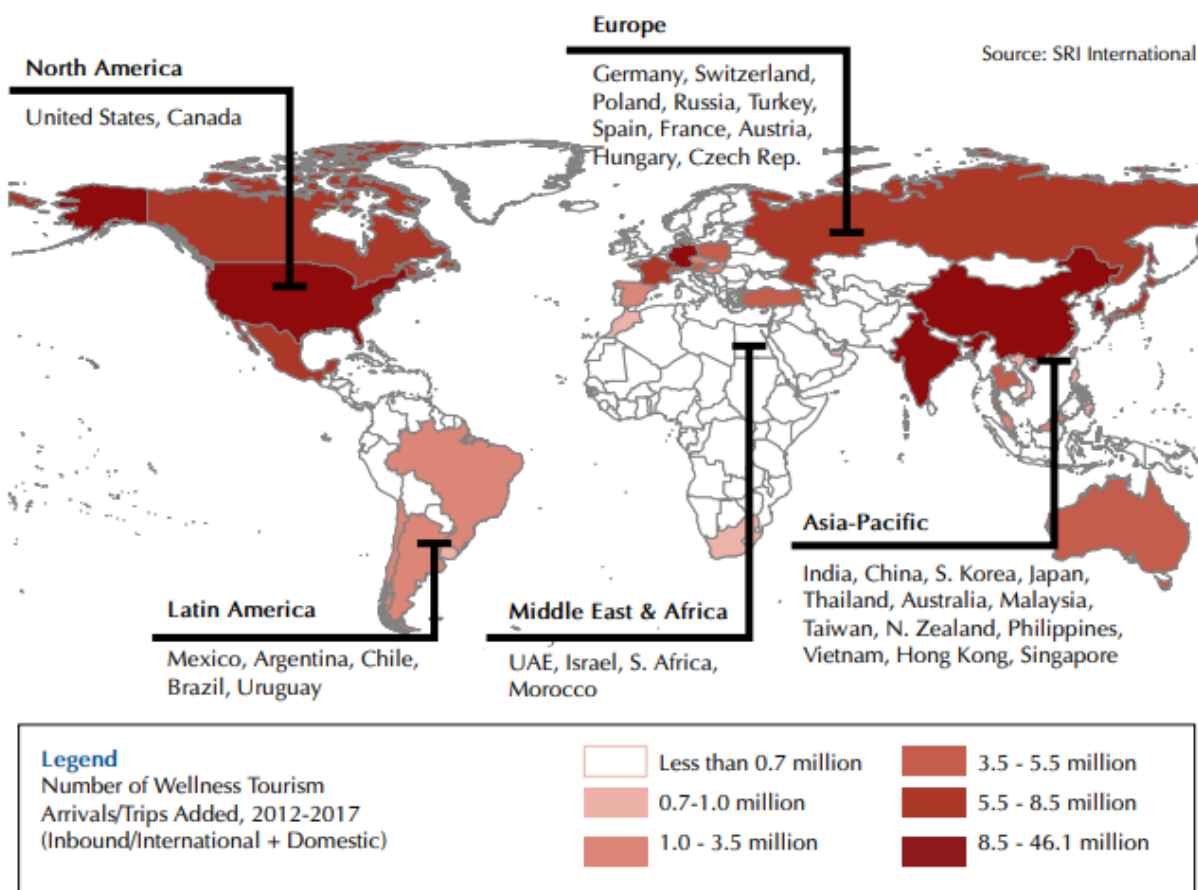 Europe
Germany, Switzerland,
Poland, Russia, Turkey,
Spain, France, Austria,
Hungary, Czech Rep.
Source: SRI International
North America
United States, Canada
Asia-Pacific
India, China, S. Korea, Japan,
Thailand, Australia, Malaysia,
Taiwan, N. Zealand, Philippines,
Vietnam, Hong Kong, Singapore
Latin America
Mexico, Argentina, Chile,
Brazil, Uruguay
Middle East & Africa
UAE, Israel, S. Africa,
Morocco
Legend
Number of Wellness Tourism
Arrivals/Trips Added, 2012-2017
(Inbound/International + Domestic)
Less than 0.7 million
0.7-1.0 million
1.0 - 3.5 million
3.5 - 5.5 million
5.5 - 8.5 million
8.5 - 46.1 million